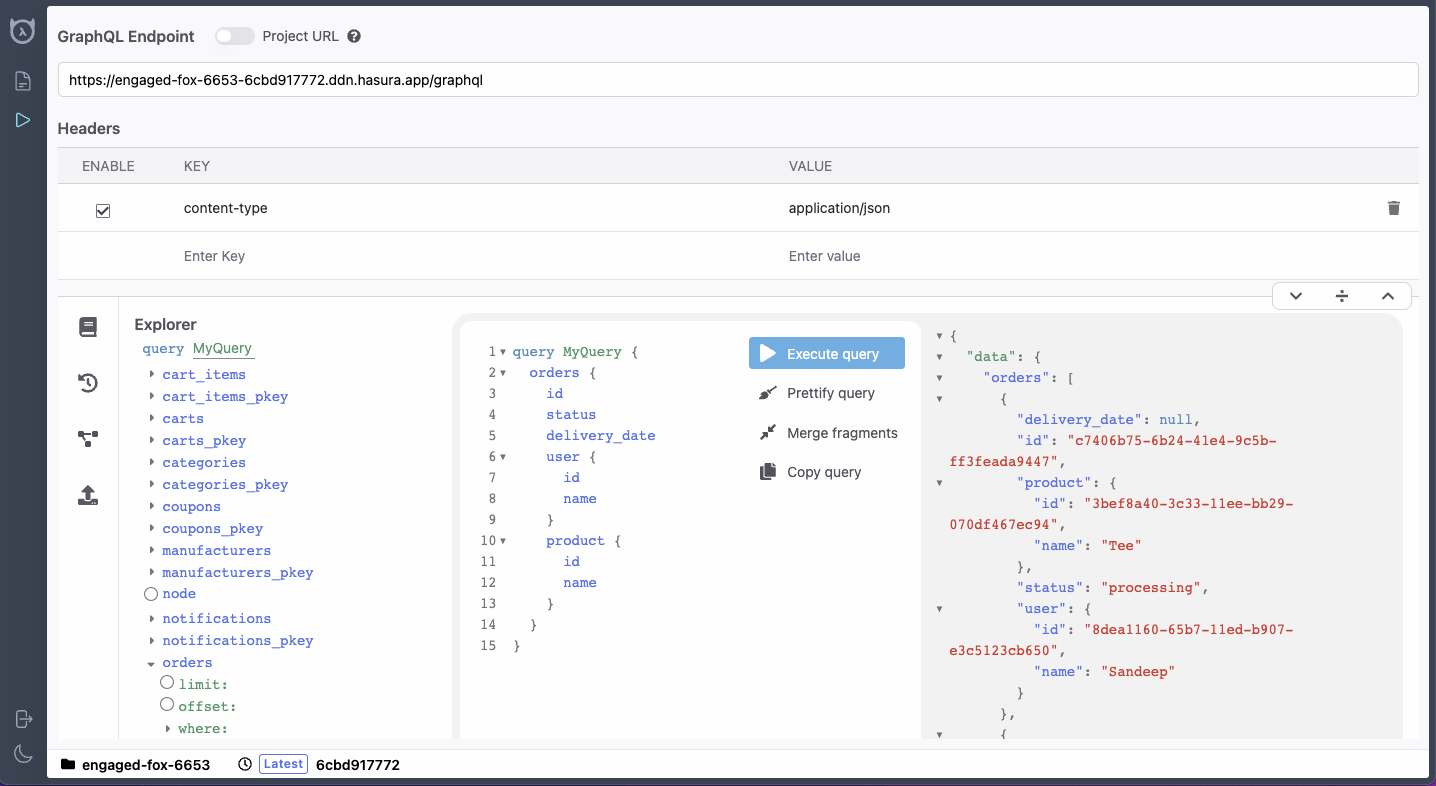 GraphQL Endpoint Project URL
https://engaged-fox-6653-6cbd917772.ddn.hasura.app/graphql
Headers
ENABLE KEY VALUE
content-type application/json
Enter Key Enter value
Explorer
query MyQuery
cart_items
cart_items_pkey
carts
carts_pkey
categories
categories_pkey
coupons
coupons_pkey
manufacturers
manufacturers_pkey
node
notifications
notifications_pkey
orders
limit:
offset:
where:
1 query MyQuery {
2 orders {
3 id
4 status
5 delivery_date
6 user {
7 id
8 name
9 }
10 product {
11 id
12 name
13 }
14 }
15 }
Execute query
Prettify query
Merge fragments
Copy query
{
"data": {
"orders": [
{
"delivery_date": null,
"id": "c7406b75-6b24-41e4-9c5b-
ff3feada9447",
"product": {
"id": "3bef8a40-3c33-11ee-bb29-
070df467ec94",
"name": "Tee"
},
"status": "processing",
"user": {
"id": "8dea1160-65b7-11ed-b907-
e3c5123cb650",
"name": "Sandeep"
}
},
{
engaged-fox-6653 Latest 6cbd917772